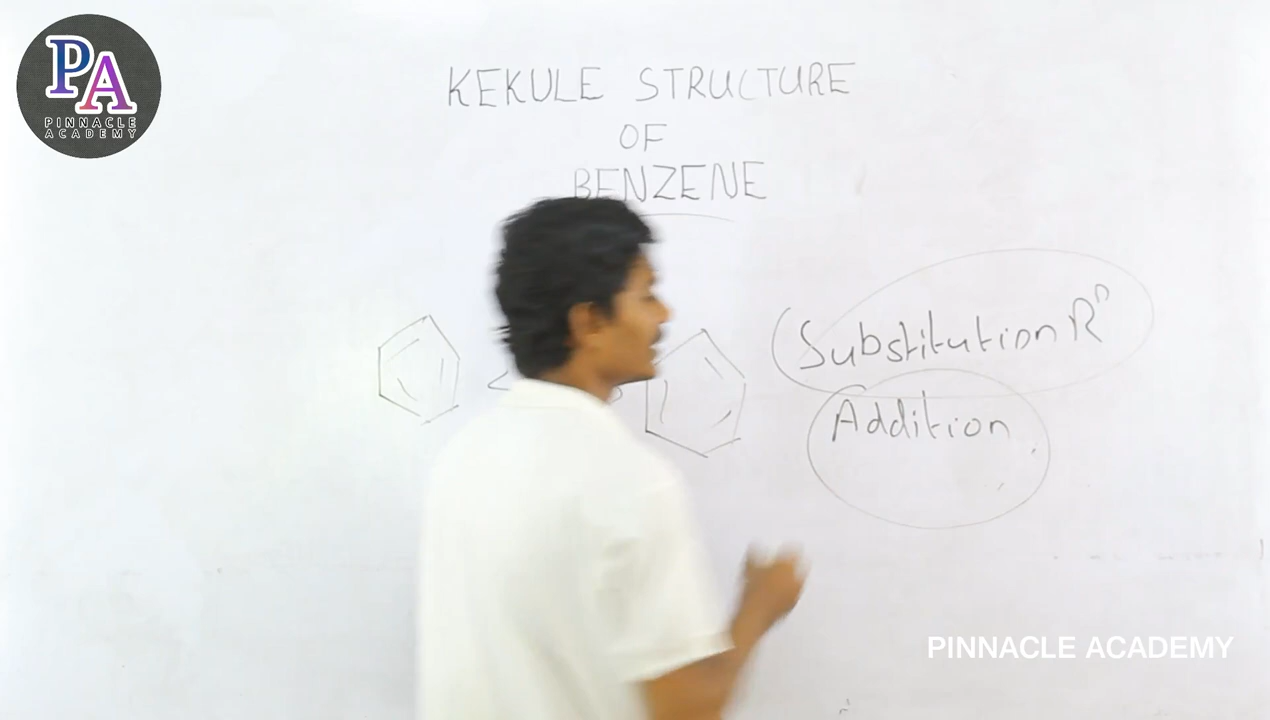 PA
PINNACLE
ACADEMY
KEKULE STRUCTURE
OF
BENZENE
Substitution Rⁿ
Addition
PINNACLE ACADEMY